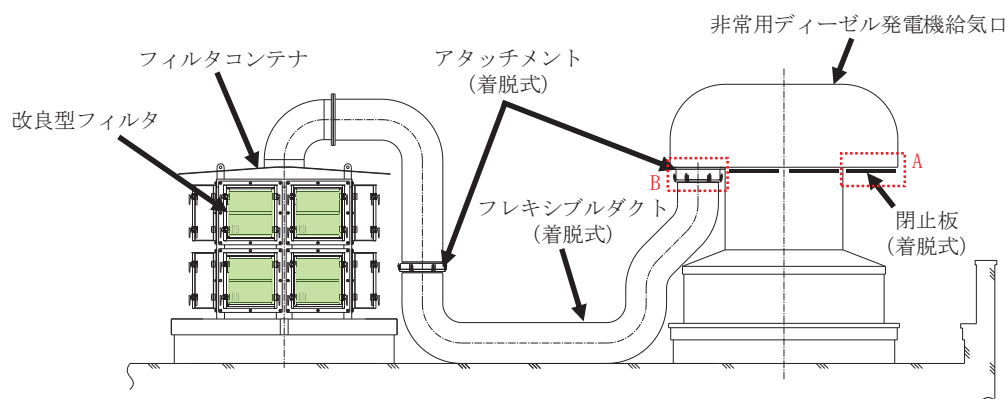 非常用ディーゼル発電機給気口
フィルタコンテナ
アタッチメント
(着脱式)
改良型フィルタ
A
B
フレキシブルダクト
(着脱式)
閉止板
(着脱式)